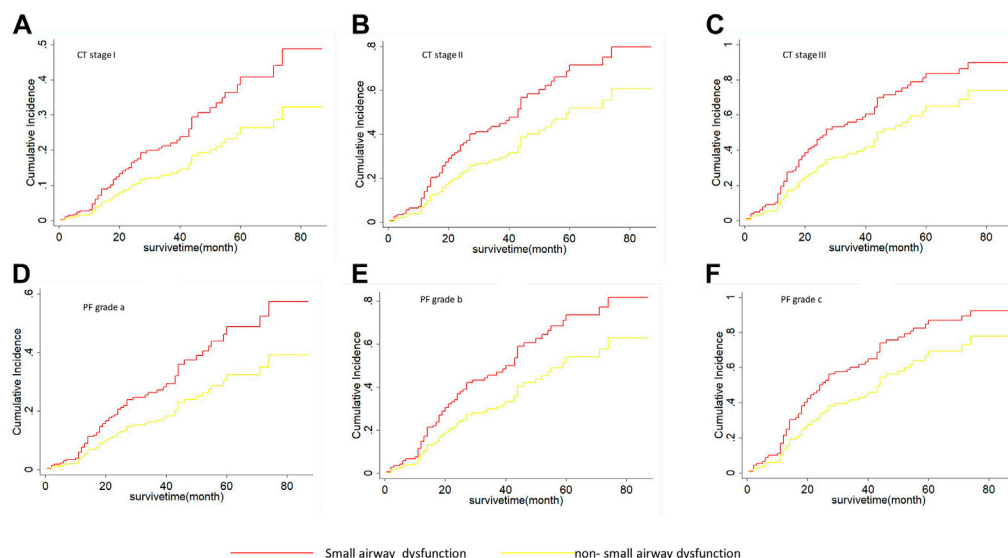 A
CT stage I
Cumulative Incidence
.5
.4
.3
.2
.1
0
0 20 40 60 80
survivetime(month)
B
CT stage II
Cumulative Incidence
.8
.6
.4
.2
0
0 20 40 60 80
survivetime(month)
C
CT stage III
Cumulative Incidence
1
.8
.6
.4
.2
0
0 20 40 60 80
survivetime(month)
D
PF grade a
Cumulative Incidence
.6
.4
.2
0
0 20 40 60 80
survivetime(month)
E
PF grade b
Cumulative Incidence
.8
.6
.4
.2
0
0 20 40 60 80
survivetime(month)
F
PF grade c
Cumulative Incidence
1
.8
.6
.4
.2
0
0 20 40 60 80
survivetime(month)
Small airway dysfunction
non- small airway dysfunction